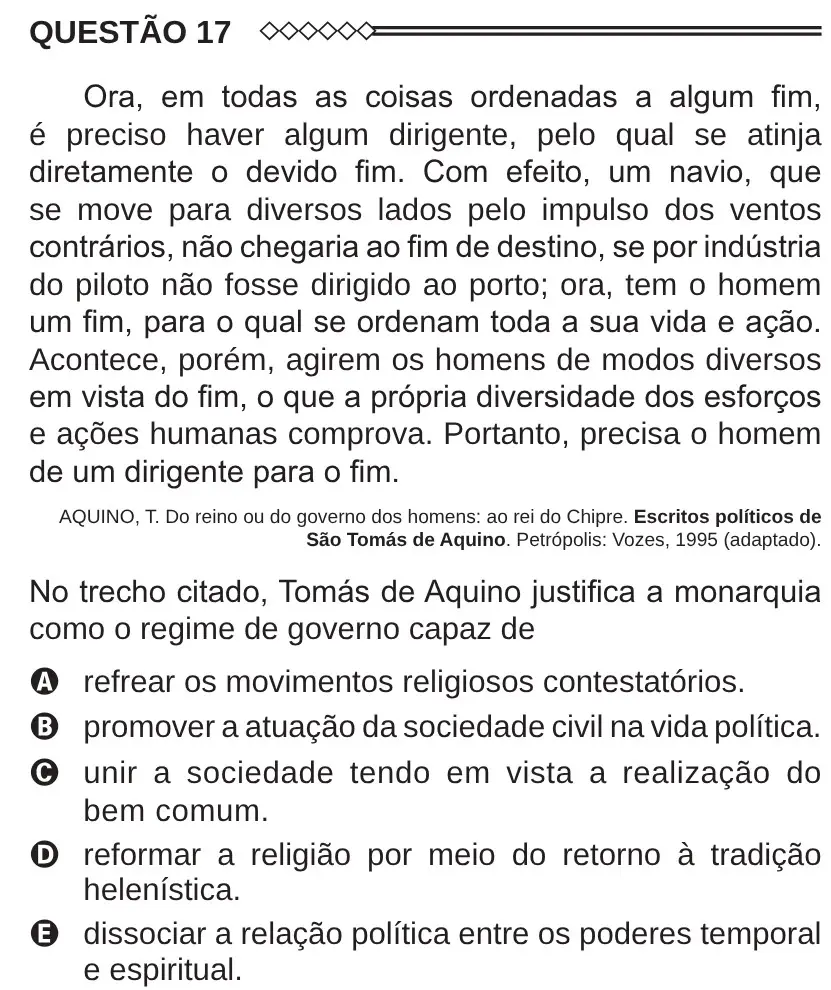 QUESTÃO 17
Ora, em todas as coisas ordenadas a algum fim,
é preciso haver algum dirigente, pelo qual se atinja
diretamente o devido fim. Com efeito, um navio, que
se move para diversos lados pelo impulso dos ventos
contrários, não chegaria ao fim de destino, se por indústria
do piloto não fosse dirigido ao porto; ora, tem o homem
um fim, para o qual se ordenam toda a sua vida e ação.
Acontece, porém, agirem os homens de modos diversos
em vista do fim, o que a própria diversidade dos esforços
e ações humanas comprova. Portanto, precisa o homem
de um dirigente para o fim.
AQUINO, T. Do reino ou do governo dos homens: ao rei do Chipre. Escritos políticos de
São Tomás de Aquino. Petrópolis: Vozes, 1995 (adaptado).
No trecho citado, Tomás de Aquino justifica a monarquia
como o regime de governo capaz de
A refrear os movimentos religiosos contestatórios.
B promover a atuação da sociedade civil na vida política.
C unir a sociedade tendo em vista a realização do
bem comum.
D reformar a religião por meio do retorno à tradição
helenística.
E dissociar a relação política entre os poderes temporal
e espiritual.